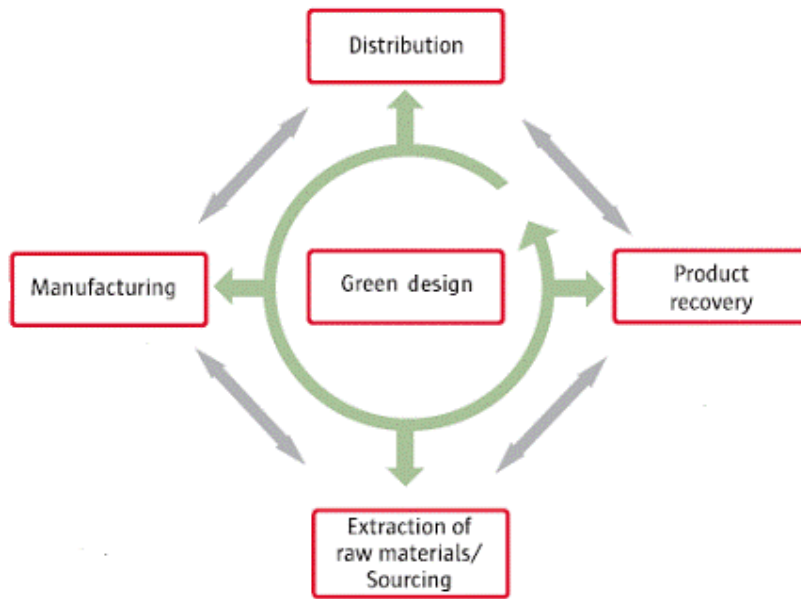 Distribution
Manufacturing
Green design
Product
recovery
Extraction of
raw materials/
Sourcing